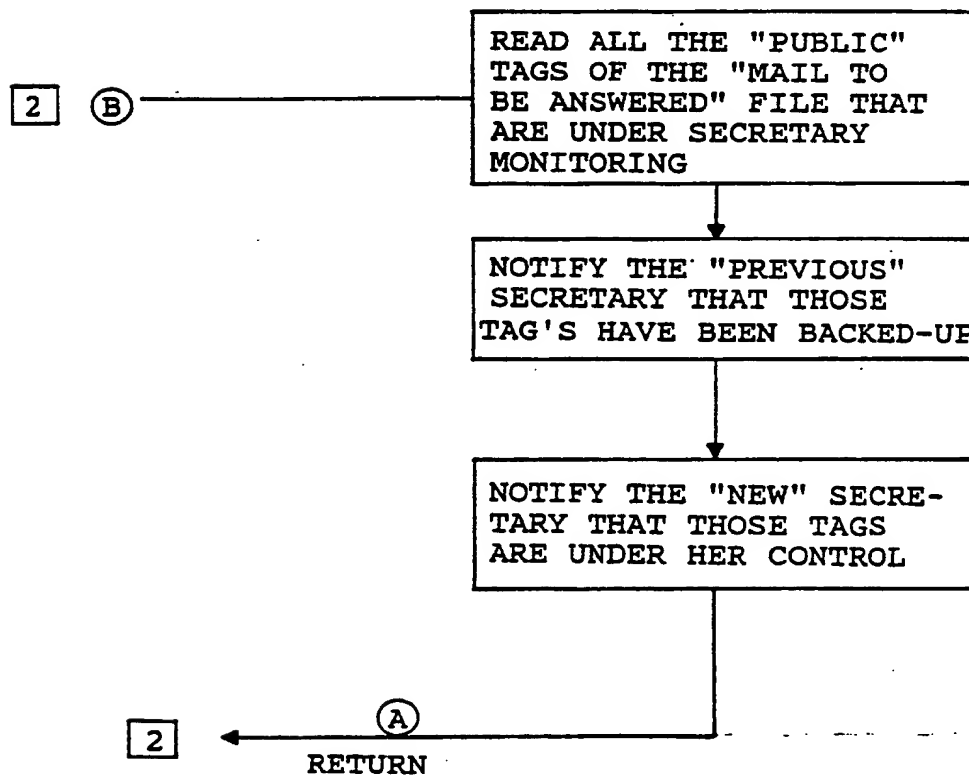 READ ALL THE "PUBLIC"
TAGS OF THE "MAIL TO
BE ANSWERED" FILE THAT
ARE UNDER SECRETARY
MONITORING
2 B
NOTIFY THE "PREVIOUS"
SECRETARY THAT THOSE
TAG'S HAVE BEEN BACKED-UP
NOTIFY THE "NEW" SECRE-
TARY THAT THOSE TAGS
ARE UNDER HER CONTROL
2 A
RETURN